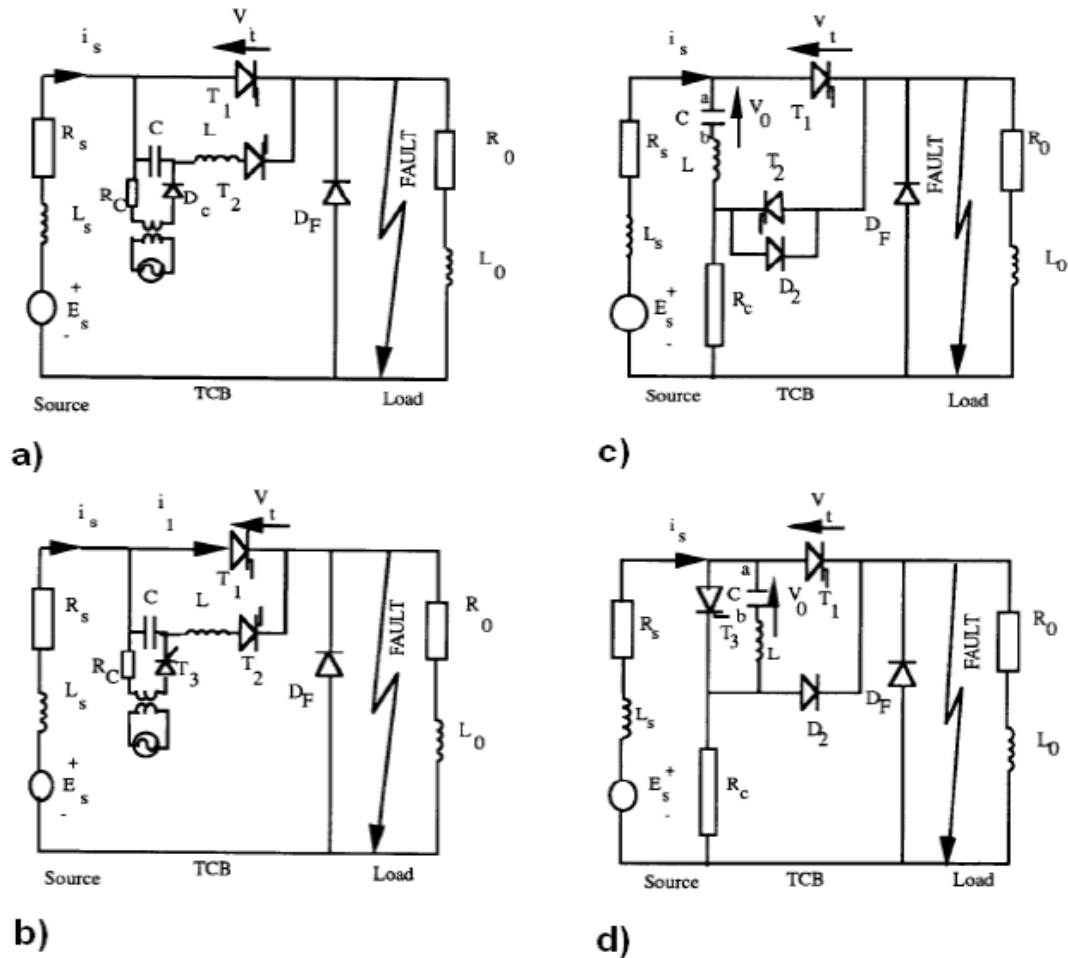 i s
V t
T 1
R s
C
L
R C
D c
T 2
L s
D F
FAULT
R 0
L 0
+
E s
-
Source
TCB
Load
a)
i s
V t
a
C
V 0
b
T 1
R s
L
T 2
FAULT
R 0
L s
D F
D 2
L 0
R c
E s
+
-
Source
TCB
Load
c)
i s
i 1
V t
T 1
R s
C
L
R C
T 3
T 2
L s
D F
FAULT
R 0
L 0
+
E s
-
Source
TCB
Load
b)
i s
V t
a
C
V 0
b
T 1
R s
T 3
L
FAULT
R 0
L s
D 2
D F
L 0
E s
+
-
R c
Source
TCB
Load
d)